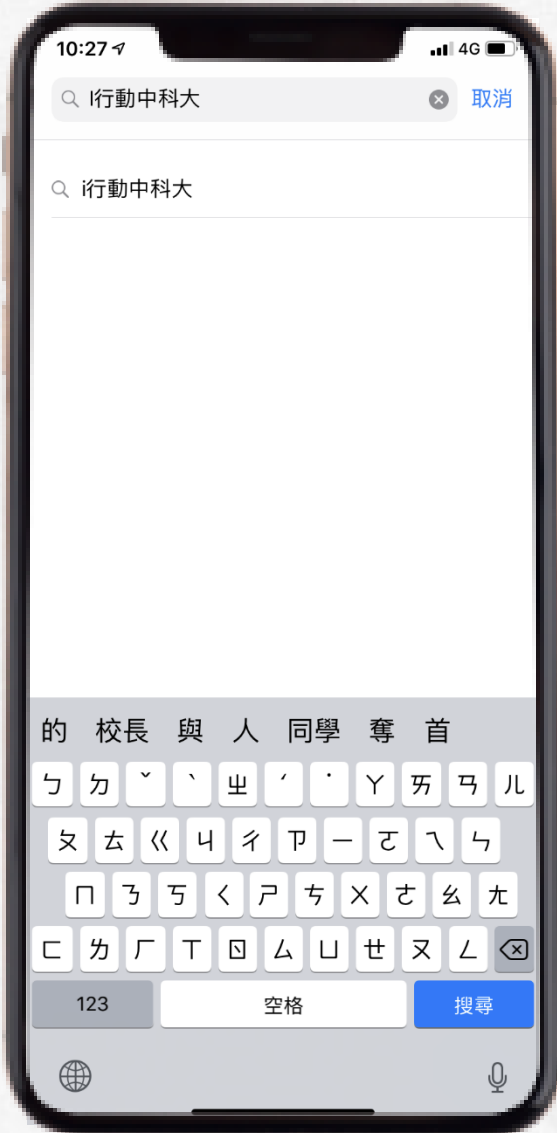 10:27 4G
I行動中科大 取消
i行動中科大
的 校長 與 人 同學 奪 首
ㄅ ㄉ ˇ ˋ ㄓ ˊ ˙ ㄚ ㄞ ㄢ ㄦ
ㄆ ㄊ ㄍ ㄐ ㄔ ㄗ ㄧ ㄛ ㄟ ㄣ
ㄇ ㄋ ㄎ ㄑ ㄕ ㄘ ㄨ ㄜ ㄠ ㄤ
ㄈ ㄌ ㄏ ㄒ ㄖ ㄙ ㄩ ㄝ ㄡ ㄥ
123 空格 搜尋